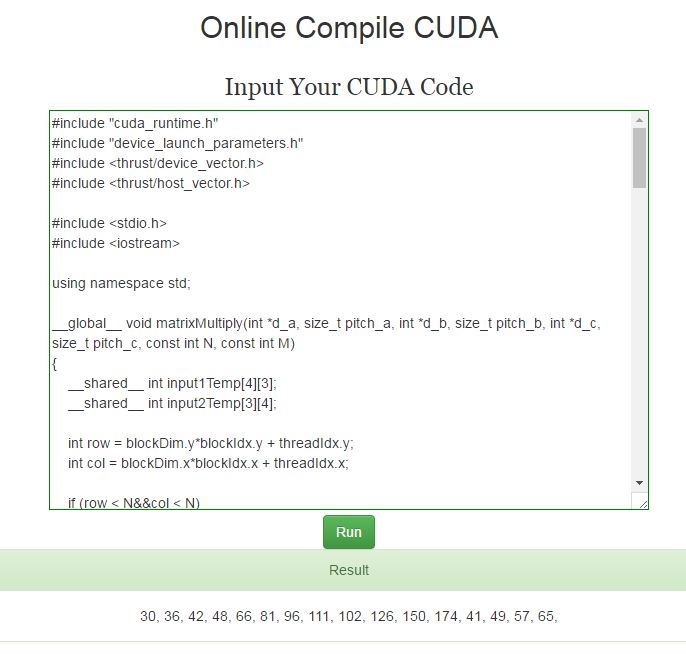 Online Compile CUDA
Input Your CUDA Code
#include "cuda_runtime.h"
#include "device_launch_parameters.h"
#include <thrust/device_vector.h>
#include <thrust/host_vector.h>
#include <stdio.h>
#include <iostream>
using namespace std;
__global__ void matrixMultiply(int *d_a, size_t pitch_a, int *d_b, size_t pitch_b, int *d_c,
size_t pitch_c, const int N, const int M)
{
__shared__ int input1Temp[4][3];
__shared__ int input2Temp[3][4];
int row = blockDim.y*blockIdx.y + threadIdx.y;
int col = blockDim.x*blockIdx.x + threadIdx.x;
if (row < N&&col < N)
Run
Result
30, 36, 42, 48, 66, 81, 96, 111, 102, 126, 150, 174, 41, 49, 57, 65,